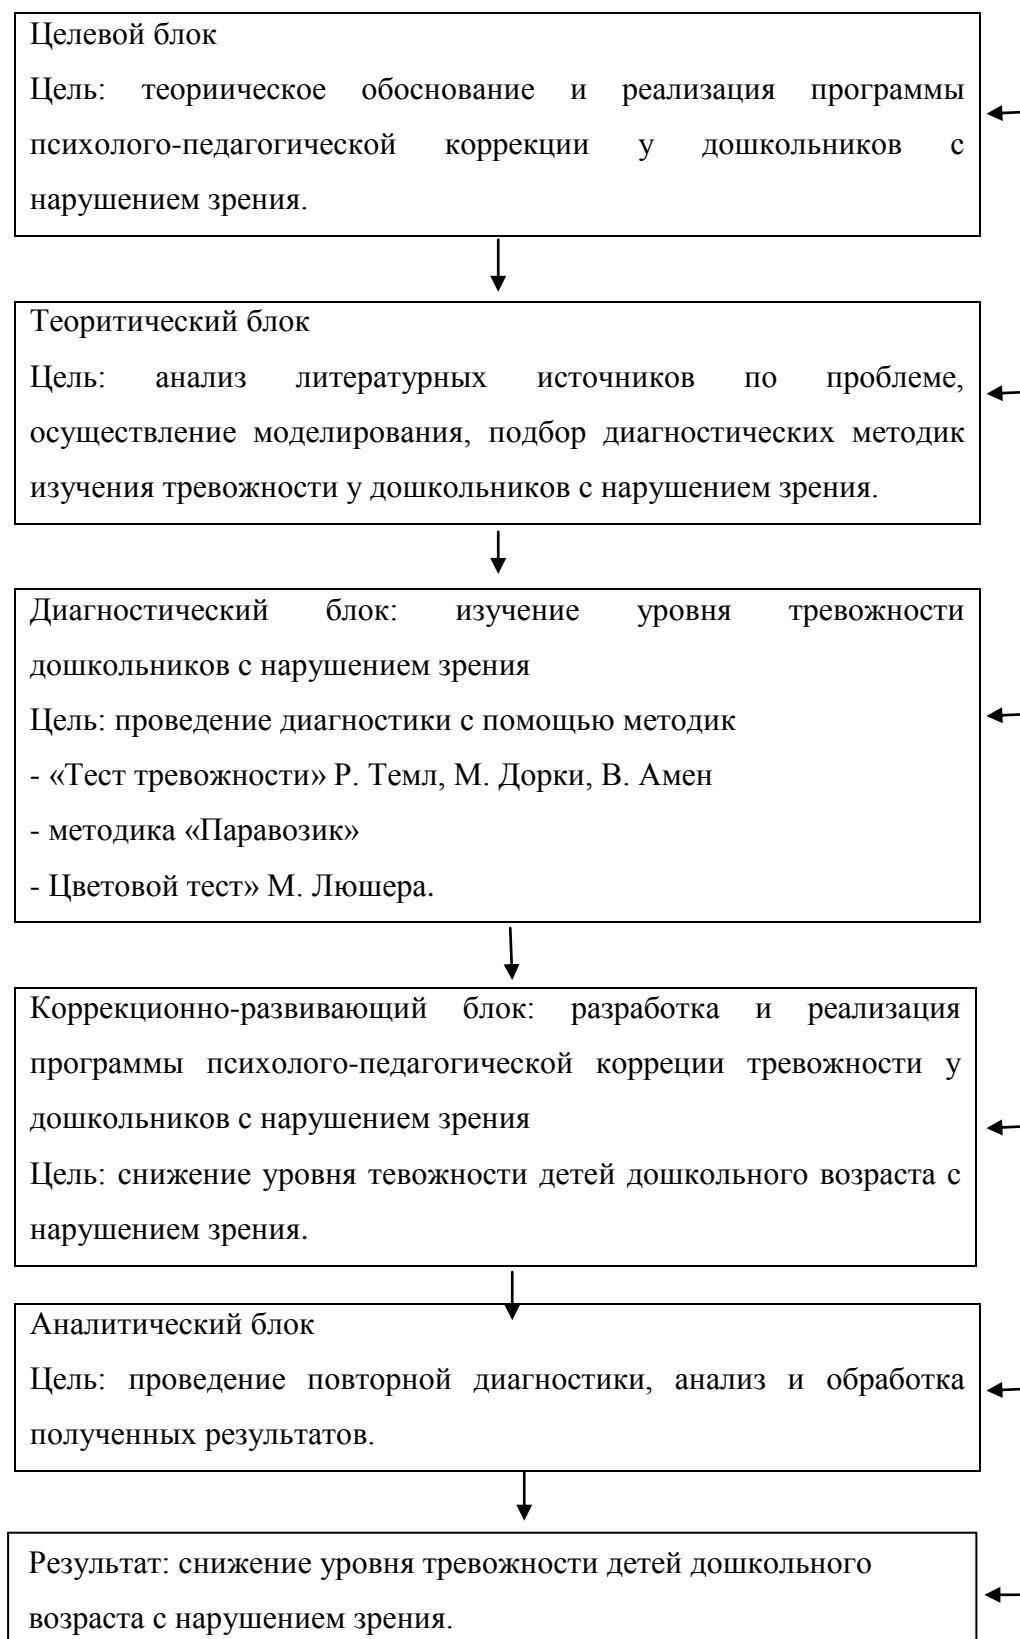 Целевой блок
Цель: теориическое обоснование и реализация программы
психолого-педагогической коррекции у дошкольников с
нарушением зрения.
Теоритический блок
Цель: анализ литературных источников по проблеме,
осуществление моделирования, подбор диагностических методик
изучения тревожности у дошкольников с нарушением зрения.
Диагностический блок: изучение уровня тревожности
дошкольников с нарушением зрения
Цель: проведение диагностики с помощью методик
- «Тест тревожности» Р. Темл, М. Дорки, В. Амен
- методика «Паравозик»
- Цветовой тест» М. Люшера.
Коррекционно-развивающий блок: разработка и реализация
программы психолого-педагогической корреции тревожности у
дошкольников с нарушением зрения
Цель: снижение уровня тевожности детей дошкольного возраста с
нарушением зрения.
Аналитический блок
Цель: проведение повторной диагностики, анализ и обработка
полученных результатов.
Результат: снижение уровня тревожности детей дошкольного
возраста с нарушением зрения.